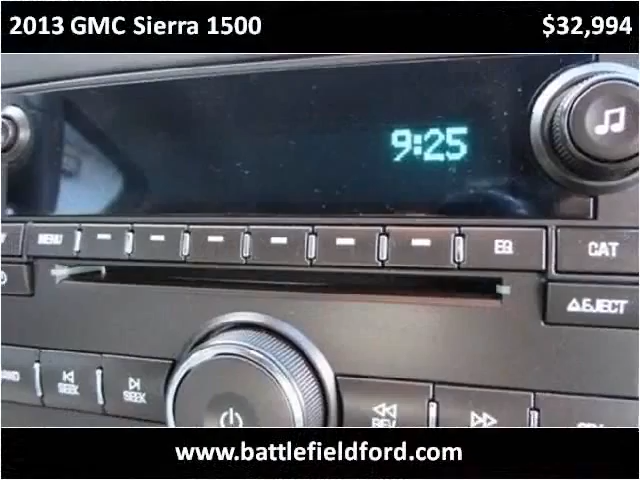 2013 GMC Sierra 1500 $32,994
9:25
MENU EQ CAT
EJECT
SEEK SEEK
REV
www.battlefieldford.com